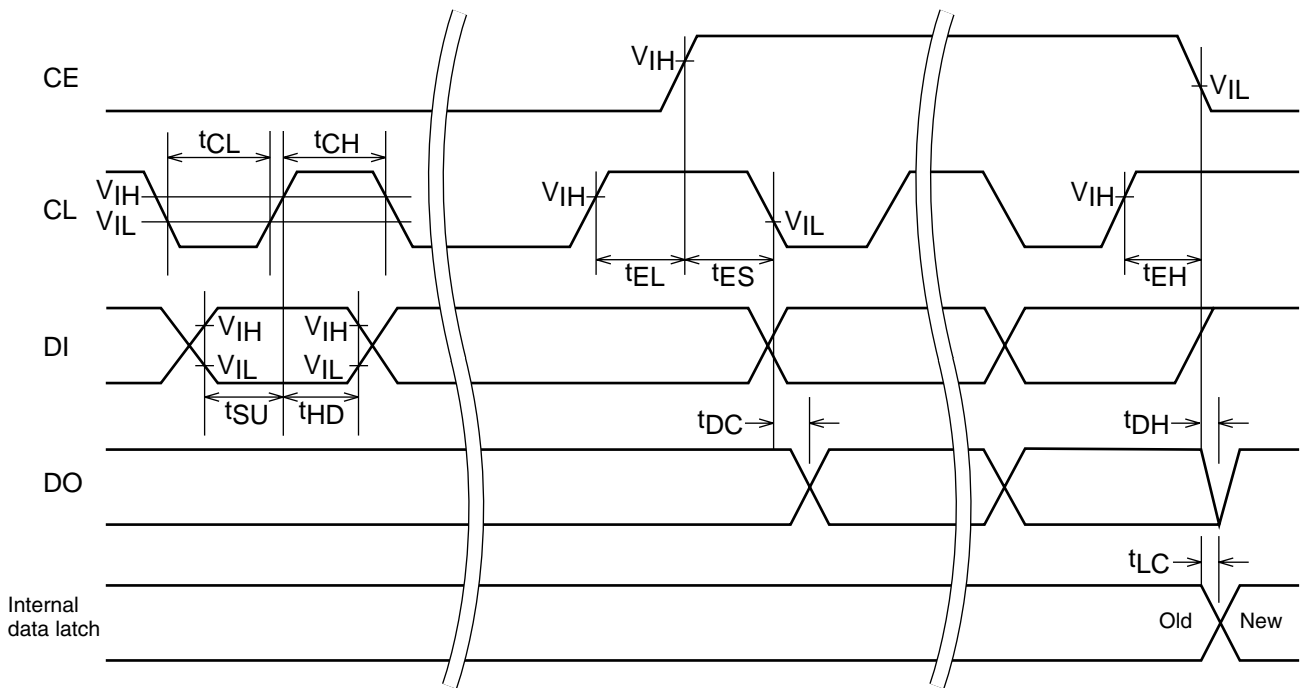 CE
VIH
VIL
tCL
tCH
CL
VIH
VIL
VIH
VIL
VIH
tEL
tES
tEH
DI
VIH
VIL
VIH
VIL
tSU
tHD
tDC
tDH
DO
tLC
Internal
data latch
Old
New